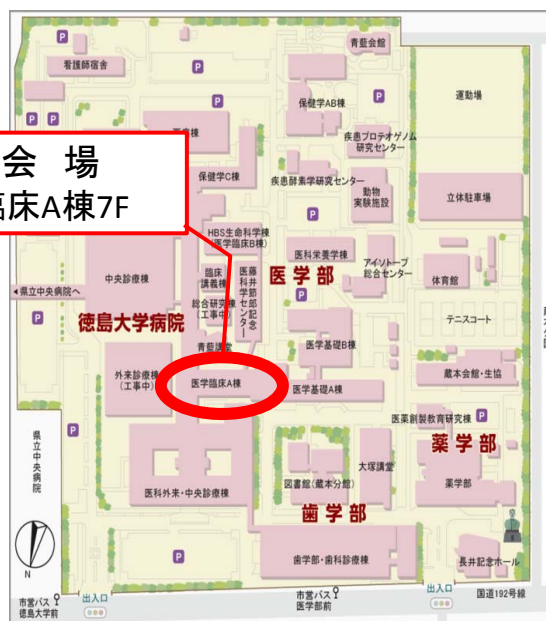 P
青藍会館
P
看護師宿舎
P
運動場
P
保健学AB棟
P P
疾患プロテオゲノム
研究センター
会 場
床A棟7F
保健学C棟
疾患酵素学研究センター
動物
実験施設
立体駐車場
P
HBS生命科学棟
(医学臨床B棟)
医科栄養学棟
アイソトープ
総合センター
中央診療棟
臨床
講義棟
藤井節郎記念
医科学センター
医学部
体育館
◀県立中央病院へ
総合研究棟
(工事中)
P
徳島大学病院
テニスコート
青藍講堂
医学基礎B棟
外来診療棟
(工事中)
医学臨床A棟
医学基礎A棟
蔵本会館・生協
医薬創製教育研究棟
P
P
県立中央病院
大塚講堂
薬学部
医科外来・中央診療棟
図書館(蔵本分館)
薬学部
歯学部
N
P
歯学部・歯科診療棟
長井記念ホール
市営バス
徳島大学前
出入口
市営バス
医学部前
出入口
国道192号線